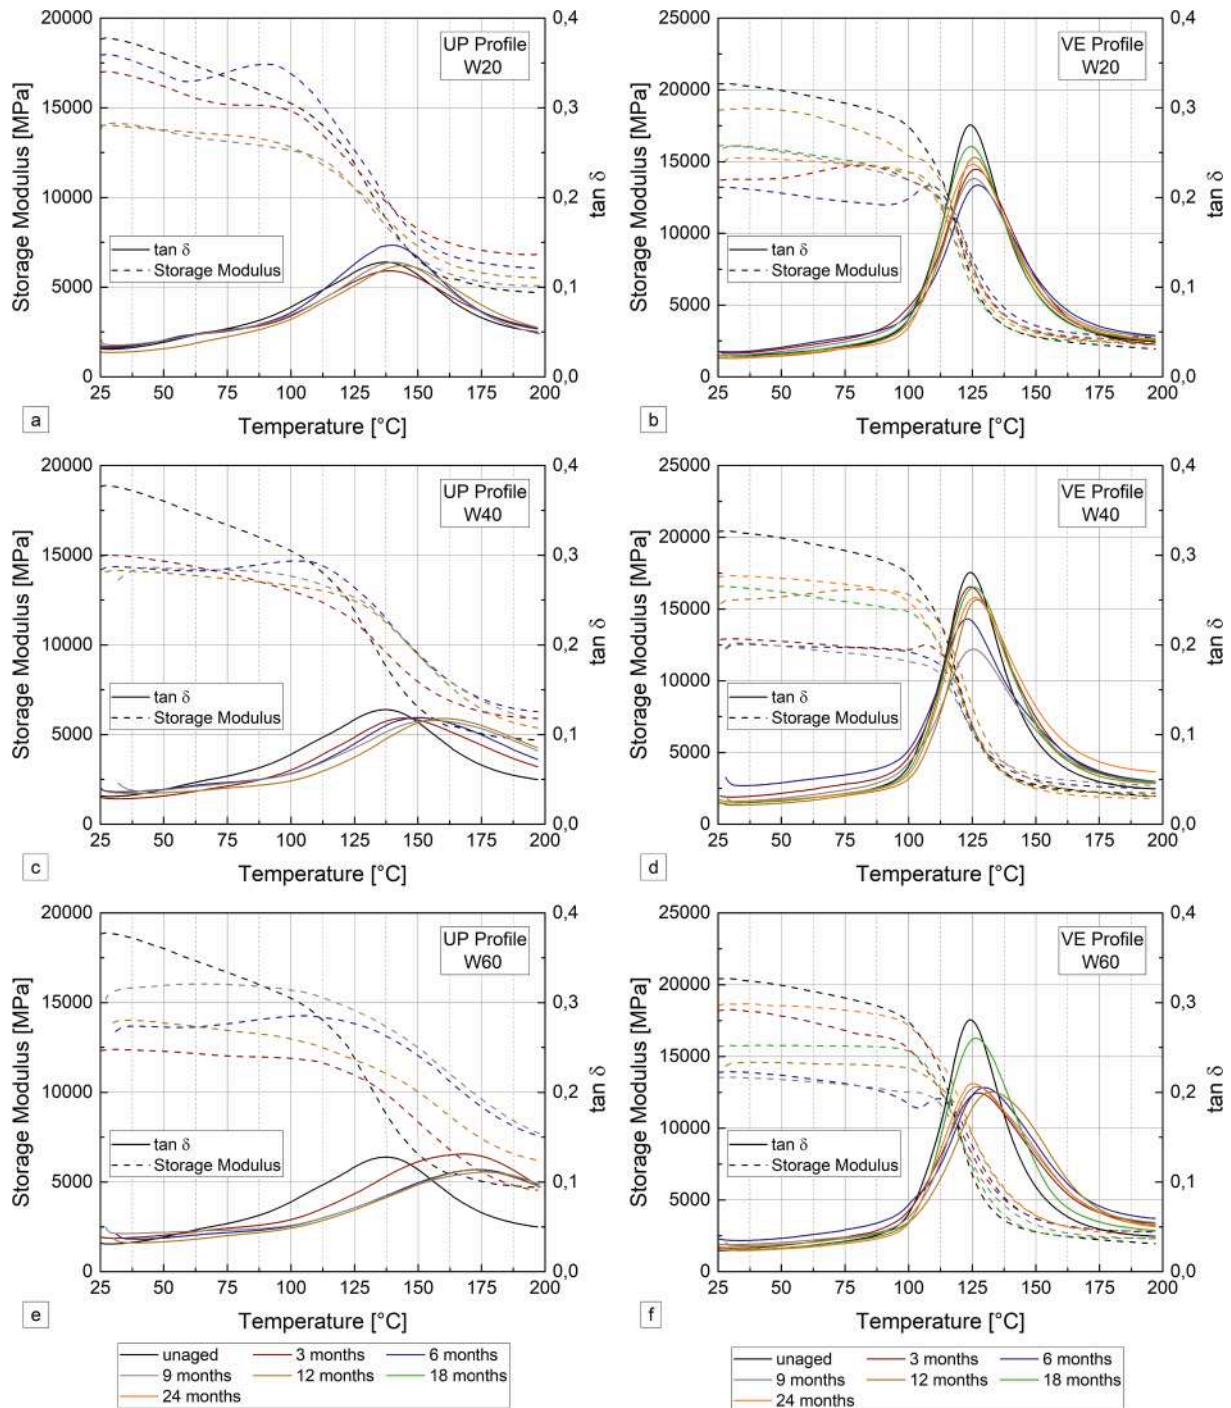 20000
17500
15000
12500
10000
7500
5000
2500
0
0,4
0,3
0,2
0,1
0,0
Storage Modulus [MPa]
tan δ
UP Profile
W20
tan δ
Storage Modulus
25 50 75 100 125 150 175 200
Temperature [°C]
a
25000
20000
15000
10000
5000
0
0,4
0,3
0,2
0,1
0,0
Storage Modulus [MPa]
tan δ
VE Profile
W20
tan δ
Storage Modulus
25 50 75 100 125 150 175 200
Temperature [°C]
b
20000
15000
10000
5000
0
0,4
0,3
0,2
0,1
0,0
Storage Modulus [MPa]
tan δ
UP Profile
W40
tan δ
Storage Modulus
25 50 75 100 125 150 175 200
Temperature [°C]
c
25000
20000
15000
10000
5000
0
0,4
0,3
0,2
0,1
0,0
Storage Modulus [MPa]
tan δ
VE Profile
W40
tan δ
Storage Modulus
25 50 75 100 125 150 175 200
Temperature [°C]
d
20000
15000
10000
5000
0
0,4
0,3
0,2
0,1
0,0
Storage Modulus [MPa]
tan δ
UP Profile
W60
tan δ
Storage Modulus
25 50 75 100 125 150 175 200
Temperature [°C]
e
25000
20000
15000
10000
5000
0
0,4
0,3
0,2
0,1
0,0
Storage Modulus [MPa]
tan δ
VE Profile
W60
tan δ
Storage Modulus
25 50 75 100 125 150 175 200
Temperature [°C]
f
unaged 3 months 6 months
9 months 12 months 18 months
24 months
unaged 3 months 6 months
9 months 12 months 18 months
24 months